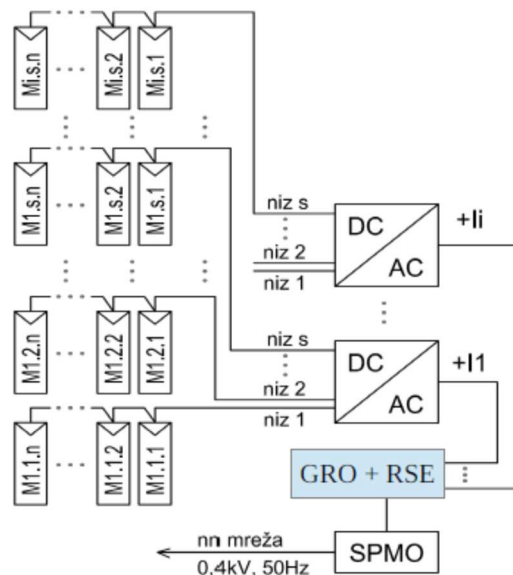 Mi.s.n
Mi.s.2
Mi.s.1
M1.s.n
M1.s.2
M1.s.1
niz s
niz 2
niz 1
DC
AC
+Ii
M1.2.n
M1.2.2
M1.2.1
niz s
niz 2
niz 1
DC
AC
+I1
M1.1.n
M1.1.2
M1.1.1
GRO + RSE
nn mreža
0,4kV, 50Hz
SPMO